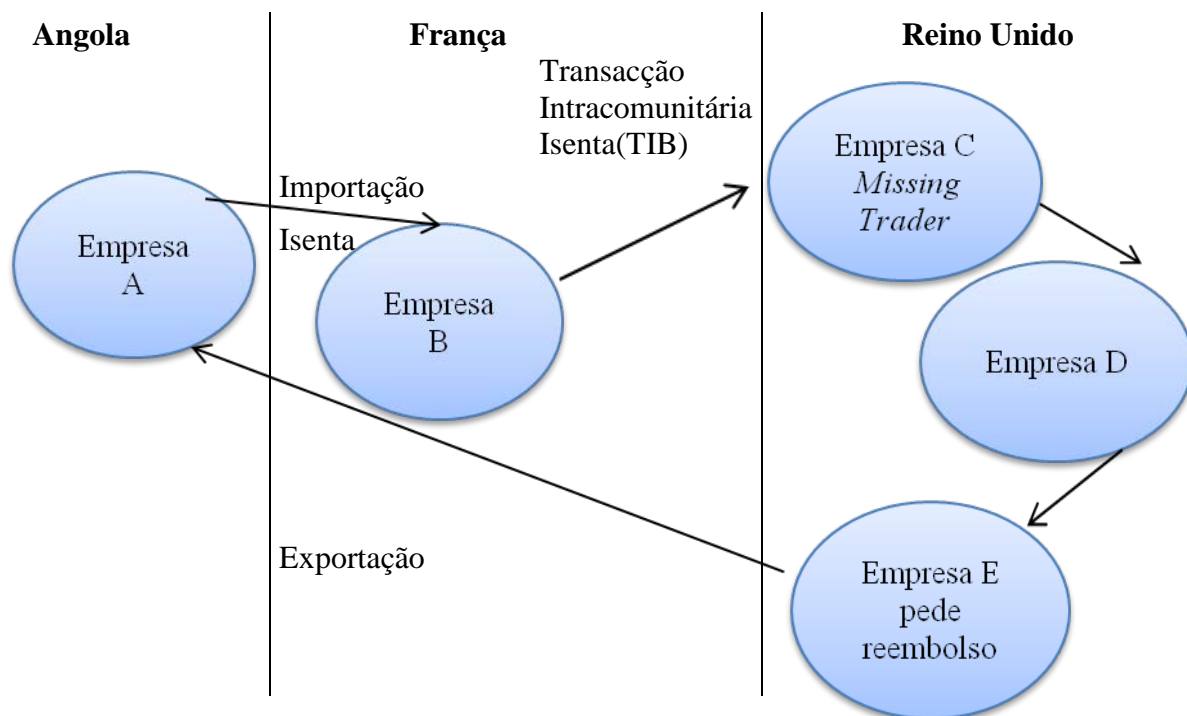 Angola
França
Reino Unido
Transacção
Intracomunitária
Isenta(TIB)
Empresa C
Missing
Trader
Importação
Isenta
Empresa
A
Empresa
B
Empresa D
Exportação
Empresa E
pede
reembolso